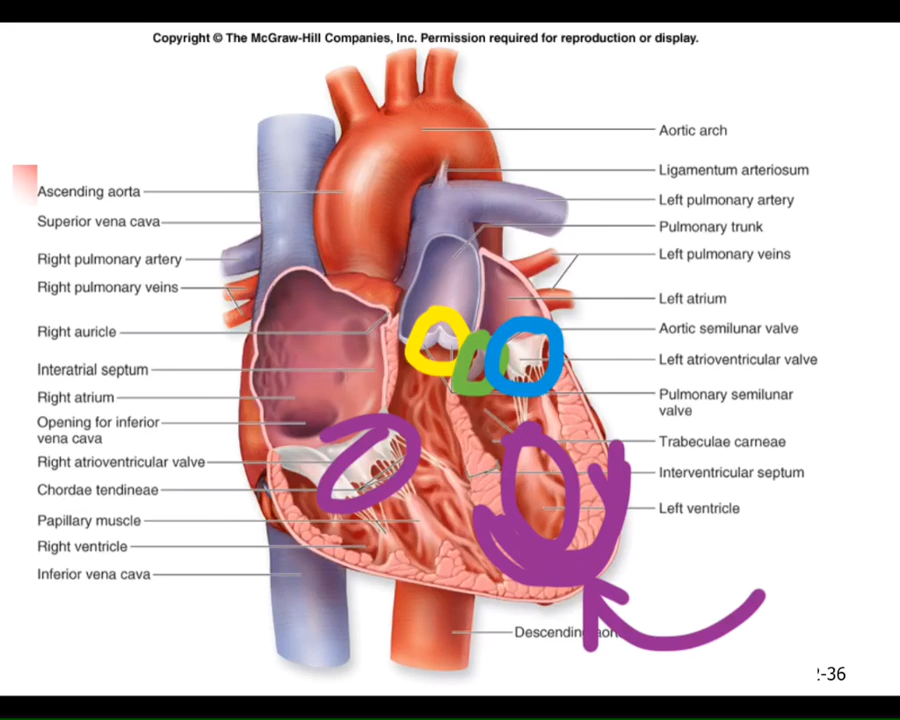 Copyright © The McGraw-Hill Companies, Inc. Permission required for reproduction or display.
Aortic arch
Ligamentum arteriosum
Ascending aorta
Left pulmonary artery
Superior vena cava
Pulmonary trunk
Right pulmonary artery
Left pulmonary veins
Right pulmonary veins
Left atrium
Right auricle
Aortic semilunar valve
Interatrial septum
Left atrioventricular valve
Right atrium
Pulmonary semilunar
valve
Opening for inferior
vena cava
Trabeculae carneae
Right atrioventricular valve
Interventricular septum
Chordae tendineae
Left ventricle
Papillary muscle
Right ventricle
Inferior vena cava
Descending
-36